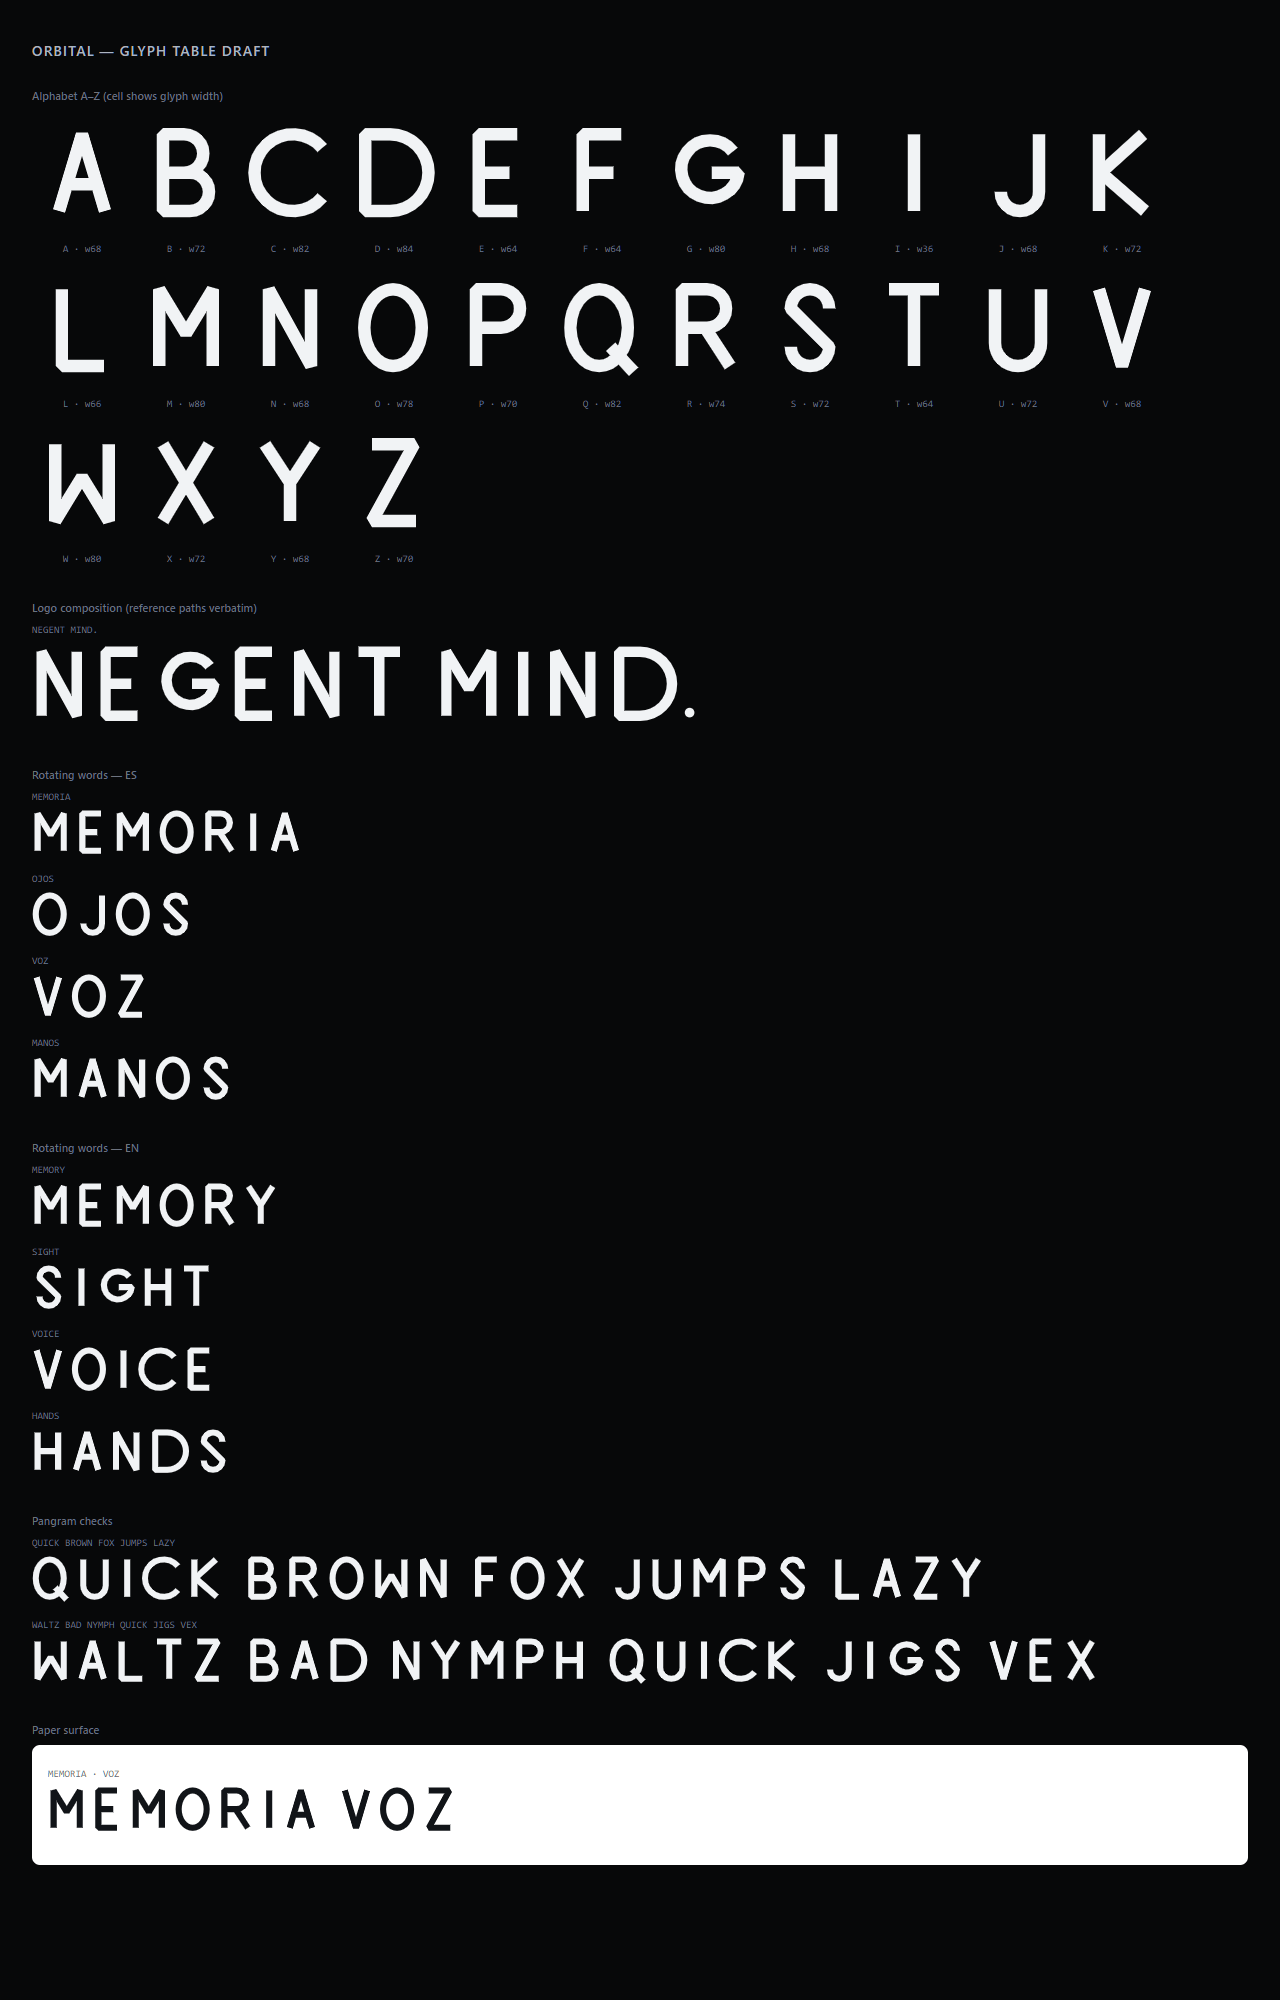 ORBITAL — GLYPH TABLE DRAFT
Alphabet A–Z (cell shows glyph width)
A B C D E F G H I J K
A · w68 B · w72 C · w82 D · w84 E · w64 F · w64 G · w80 H · w68 I · w36 J · w68 K · w72
L M N O P Q R S T U V
L · w66 M · w80 N · w68 O · w78 P · w70 Q · w82 R · w74 S · w72 T · w64 U · w72 V · w68
W X Y Z
W · w80 X · w72 Y · w68 Z · w70
Logo composition (reference paths verbatim)
NEGENT MIND.
NEGENT MIND.
Rotating words — ES
MEMORIA
MEMORIA
OJOS
OJOS
VOZ
VOZ
MANOS
MANOS
Rotating words — EN
MEMORY
MEMORY
SIGHT
SIGHT
VOICE
VOICE
HANDS
HANDS
Pangram checks
QUICK BROWN FOX JUMPS LAZY
QUICK BROWN FOX JUMPS LAZY
WALTZ BAD NYMPH QUICK JIGS VEX
WALTZ BAD NYMPH QUICK JIGS VEX
Paper surface
MEMORIA · VOZ
MEMORIA VOZ